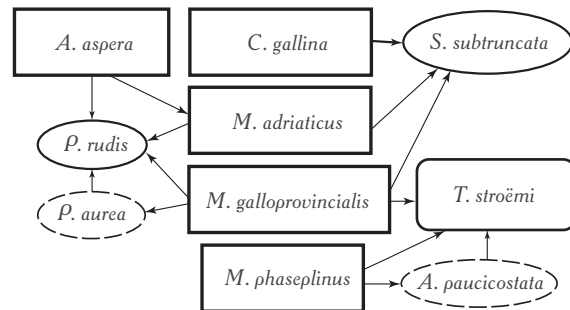 A. aspera
C. gallina
S. subtruncata
M. adriaticus
P. rudis
M. galloprovincialis
T. stroëmi
P. aurea
M. phaseplinus
A. paucicostata